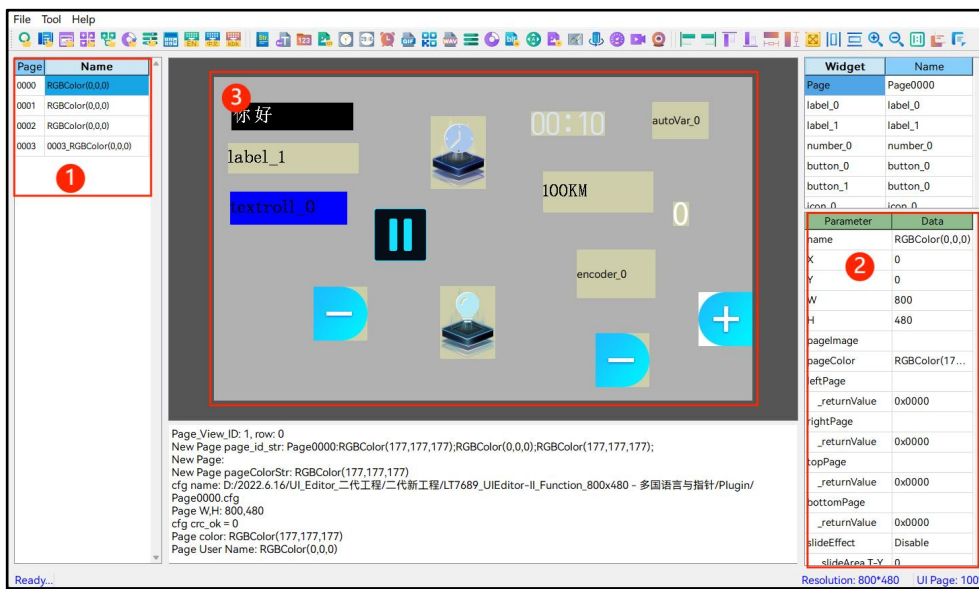 File Tool Help
Page Name
0000 RGBColor(0,0,0)
0001 RGBColor(0,0,0)
0002 RGBColor(0,0,0)
0003 0003_RGBColor(0,0,0)
1
3
你好
label_1
textroll_0
00:10
autoVar_0
100KM
0
encoder_0
Widget Name
Page Page0000
label_0 label_0
label_1 label_1
number_0 number_0
button_0 button_0
button_1 button_0
icon_0 icon_0
Parameter Data
name RGBColor(0,0,0)
X 0
2
Y 0
W 800
H 480
pageImage
pageColor RGBColor(17...
leftPage
_returnValue 0x0000
rightPage
_returnValue 0x0000
topPage
_returnValue 0x0000
bottomPage
_returnValue 0x0000
slideEffect Disable
slideArea T-Y 0
Page_View_ID: 1, row: 0
New Page page_id_str: Page0000:RGBColor(177,177,177);RGBColor(0,0,0);RGBColor(177,177,177);
New Page:
New Page pageColorStr: RGBColor(177,177,177)
cfg name: D:/2022.6.16/UI_Editor_二代工程/二代新工程/LT7689_UIEditor-II_Function_800x480 - 多国语言与指针/Plugin/
Page0000.cfg
Page W,H: 800,480
cfg crc_ok = 0
Page color: RGBColor(177,177,177)
Page User Name: RGBColor(0,0,0)
Ready...
Resolution: 800*480 UI Page: 100